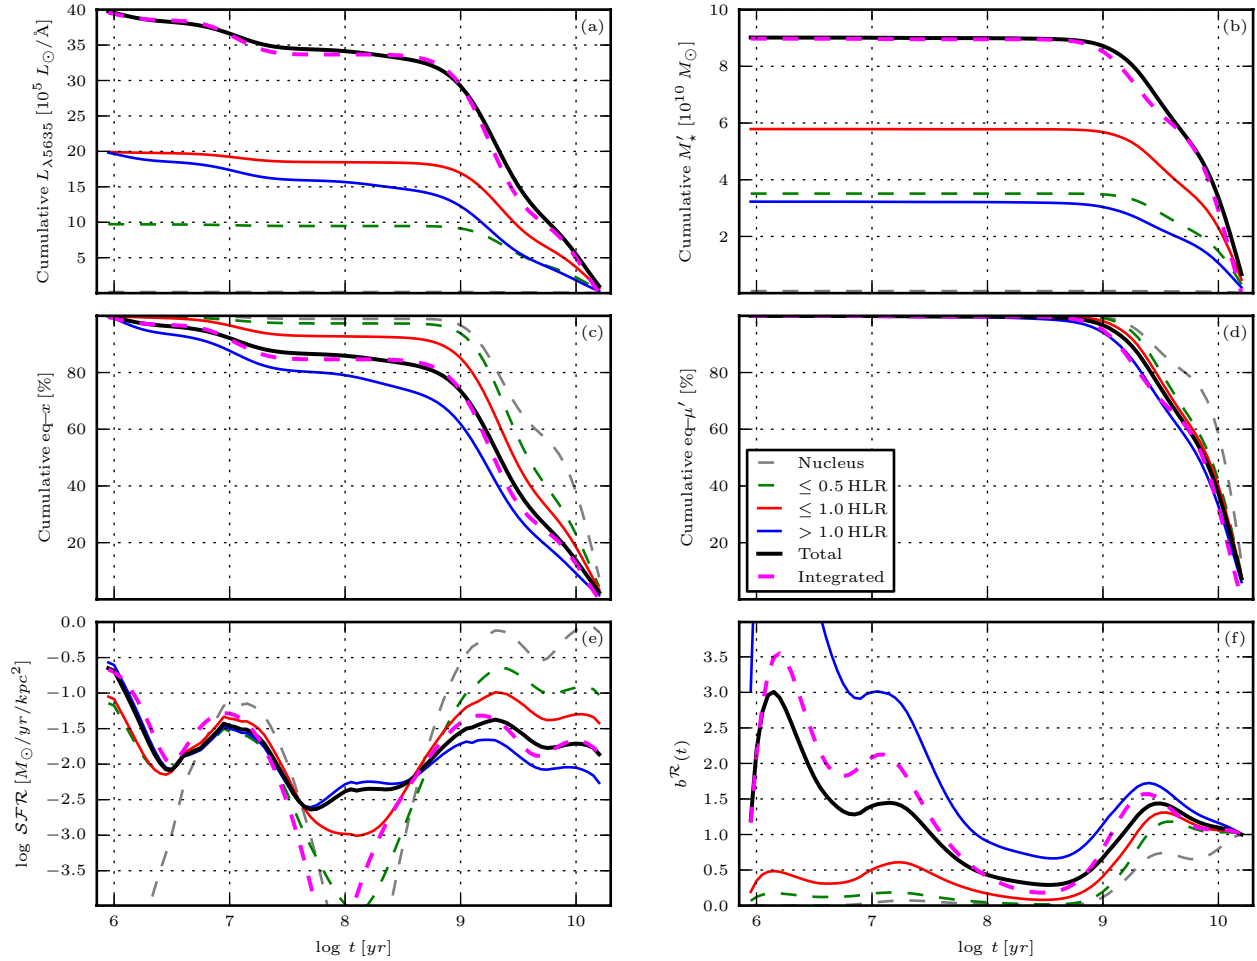 Cumulative L_λ5635 [10^5 L_⊙/Å]
40
35
30
25
20
15
10
5
(a)
Cumulative M′_⋆ [10^10 M_⊙]
10
8
6
4
2
(b)
Cumulative eq–x [%]
80
60
40
20
(c)
Cumulative eq–μ′ [%]
80
60
40
20
(d)
Nucleus
≤ 0.5 HLR
≤ 1.0 HLR
> 1.0 HLR
Total
Integrated
log SFR [M_⊙/yr/kpc^2]
0.0
−0.5
−1.0
−1.5
−2.0
−2.5
−3.0
−3.5
(e)
6 7 8 9 10
log t [yr]
b^R(t)
3.5
3.0
2.5
2.0
1.5
1.0
0.5
0.0
(f)
6 7 8 9 10
log t [yr]